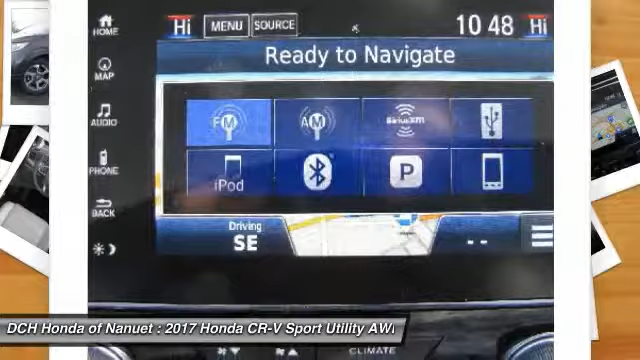 HOME
Hi MENU SOURCE 10 48 Hi
Ready to Navigate
MAP
AUDIO
FM AM siriusxm
PHONE
iPod P
BACK
Driving
SE --
DCH Honda of Nanuet : 2017 Honda CR-V Sport Utility AW
CLIMATE